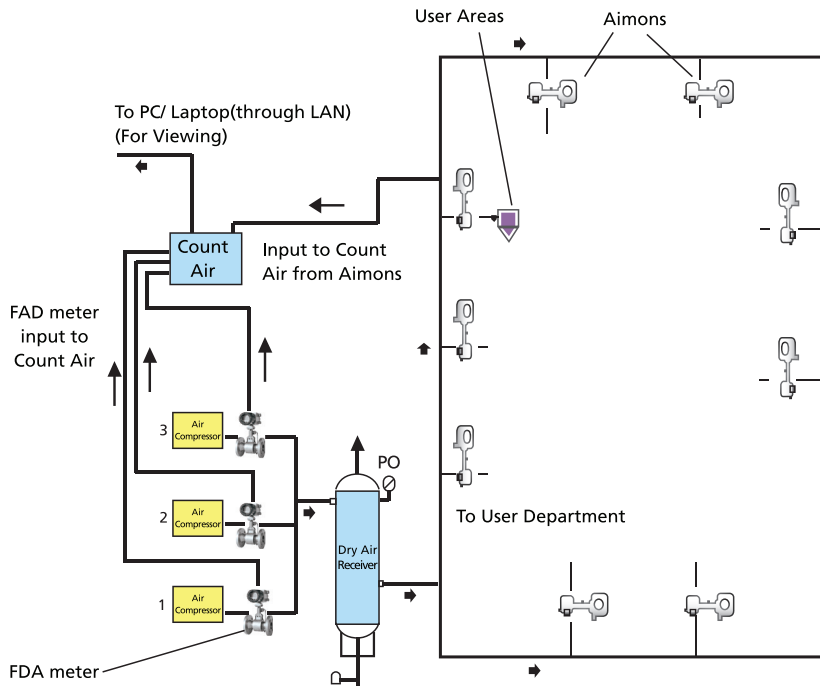 User Areas
Aimons
To PC/ Laptop(through LAN)
(For Viewing)
Count
Air
Input to Count
Air from Aimons
FAD meter
input to
Count Air
3
Air
Compressor
PO
2
Air
Compressor
To User Department
Dry Air
Receiver
1
Air
Compressor
FDA meter